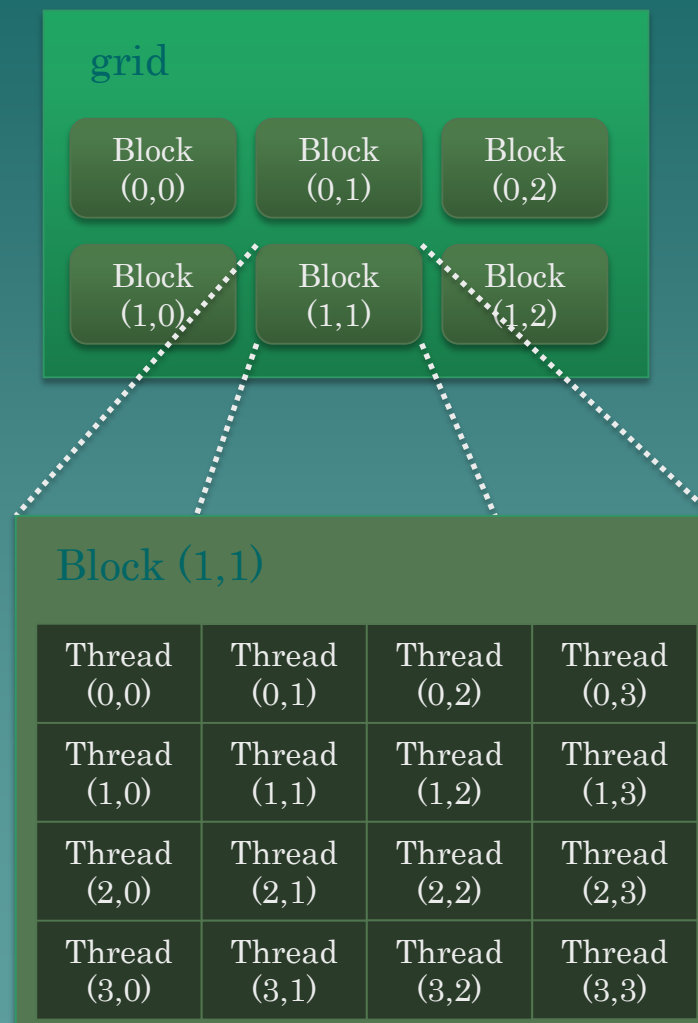 grid
Block
(0,0)
Block
(0,1)
Block
(0,2)
Block
(1,0)
Block
(1,1)
Block
(1,2)
Block (1,1)
Thread
(0,0)
Thread
(0,1)
Thread
(0,2)
Thread
(0,3)
Thread
(1,0)
Thread
(1,1)
Thread
(1,2)
Thread
(1,3)
Thread
(2,0)
Thread
(2,1)
Thread
(2,2)
Thread
(2,3)
Thread
(3,0)
Thread
(3,1)
Thread
(3,2)
Thread
(3,3)